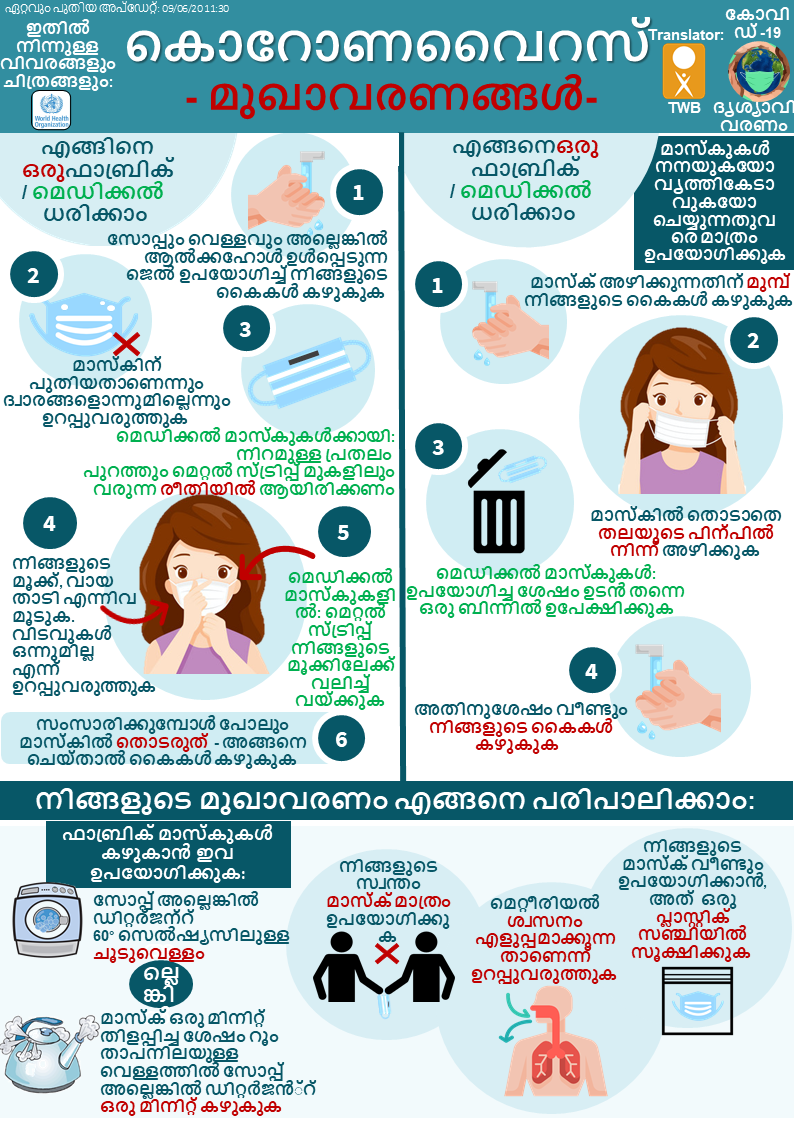 ഏറ്റവും പുതിയ അപ്ഡേറ്റ്: 09/06/20 11:30
ഇതിൽ
നിന്നുള്ള
വിവരങ്ങളും
ചിത്രങ്ങളും:
World Health
Organization
കൊറോണവൈറസ്
- മുഖാവരണങ്ങൾ-
Translator:
TWB
കോവി
ഡ് -19
ദൃശ്യാവി
വരണം
എങ്ങിനെ
ഒരുഫാബ്രിക്
/ മെഡിക്കൽ
ധരിക്കാം
1
സോപ്പും വെള്ളവും അല്ലെങ്കിൽ
ആൽക്കഹോൾ ഉൾപ്പെടുന്ന
ജെൽ ഉപയോഗിച്ച് നിങ്ങളുടെ
കൈകൾ കഴുകുക
2
മാസ്കിന്
പുതിയതാണെന്നും
ദ്വാരങ്ങളൊന്നുമില്ലെന്നും
ഉറപ്പുവരുത്തുക
3
മെഡിക്കൽ മാസ്കുകൾക്കായി:
നിറമുള്ള പ്രതലം
പുറത്തും മെറ്റൽ സ്ട്രിപ്പ് മുകളിലും
വരുന്ന രീതിയിൽ ആയിരിക്കണം
4
നിങ്ങളുടെ
മൂക്ക്, വായ
താടി എന്നിവ
മൂടുക.
വിടവുകൾ
ഒന്നുമില്ല
എന്ന്
ഉറപ്പുവരുത്തുക
5
മെഡിക്കൽ
മാസ്കുകളി
ൽ: മെറ്റൽ
സ്ട്രിപ്പ്
നിങ്ങളുടെ
മൂക്കിലേക്ക്
വലിച്ച്
വയ്ക്കുക
സംസാരിക്കുമ്പോൾ പോലും
മാസ്കിൽ തൊടരുത് - അങ്ങനെ
ചെയ്താൽ കൈകൾ കഴുകുക
6
എങ്ങനെഒരു
ഫാബ്രിക്
/ മെഡിക്കൽ
ധരിക്കാം
മാസ്കുകൾ
നനയുകയോ
വൃത്തികേടാ
വുകയോ
ചെയ്യുന്നതുവ
രെ മാത്രം
ഉപയോഗിക്കുക
1
മാസ്ക് അഴിക്കുന്നതിന് മുമ്പ്
നിങ്ങളുടെ കൈകൾ കഴുകുക
2
മാസ്കിൽ തൊടാതെ
തലയുടെ പിന്ഫിൽ
നിന്ന് അഴിക്കുക
3
മെഡിക്കൽ മാസ്കുകൾ:
ഉപയോഗിച്ച ശേഷം ഉടൻ തന്നെ
ഒരു ബിന്നിൽ ഉപേക്ഷിക്കുക
4
അതിനുശേഷം വീണ്ടും
നിങ്ങളുടെ കൈകൾ
കഴുകുക
നിങ്ങളുടെ മുഖാവരണം എങ്ങനെ പരിപാലിക്കാം:
ഫാബ്രിക് മാസ്കുകൾ
കഴുകാൻ ഇവ
ഉപയോഗിക്കുക:
സോപ്പ് അല്ലെങ്കിൽ
ഡിറ്റർജന്റ്
60° സെൽഷ്യസിലുള്ള
ചൂടുവെള്ളം
ല്ലെ
ങ്കി
മാസ്ക് ഒരു മിനിറ്റ്
തിളപ്പിച്ച ശേഷം റൂം
താപനിലയുള്ള
വെള്ളത്തിൽ സോപ്പ്
അല്ലെങ്കിൽ ഡിറ്റർജൻ്റ്
ഒരു മിനിറ്റ് കഴുകുക
നിങ്ങളുടെ
സ്വന്തം
മാസ്ക് മാത്രം
ഉപയോഗിക്കു
ക
മെറ്റീരിയൽ
ശ്വസനം
എളുപ്പമാക്കുന്ന
താണെന്ന്
ഉറപ്പുവരുത്തുക
നിങ്ങളുടെ
മാസ്ക് വീണ്ടും
ഉപയോഗിക്കാൻ,
അത് ഒരു
പ്ലാസ്റ്റിക്
സഞ്ചിയിൽ
സൂക്ഷിക്കുക